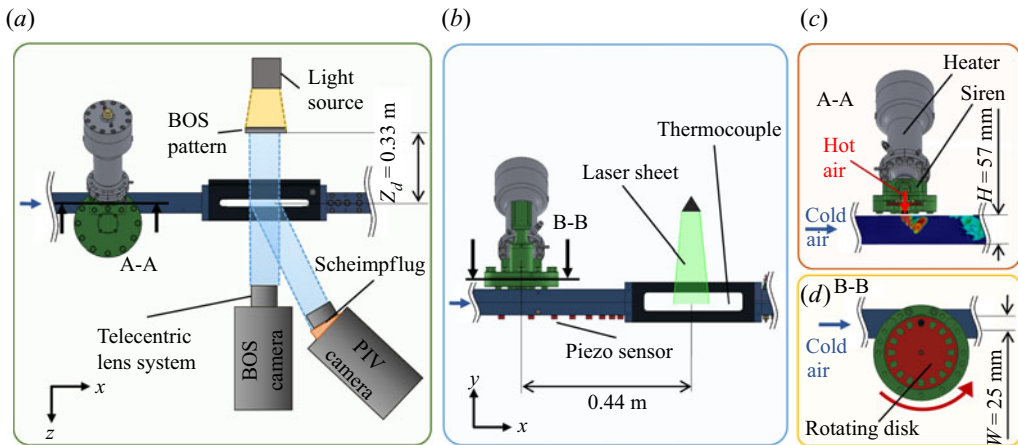 (a)
Light
source
BOS
pattern
Z_d = 0.33 m
A-A
Scheimpflug
Telecentric
lens system
BOS
camera
PIV
camera
x
z
(b)
B-B
Laser sheet
Thermocouple
Piezo sensor
0.44 m
y
x
(c)
A-A
Heater
Siren
Hot
air
Cold
air
H = 57 mm
(d)
B-B
Cold
air
Rotating disk
W = 25 mm